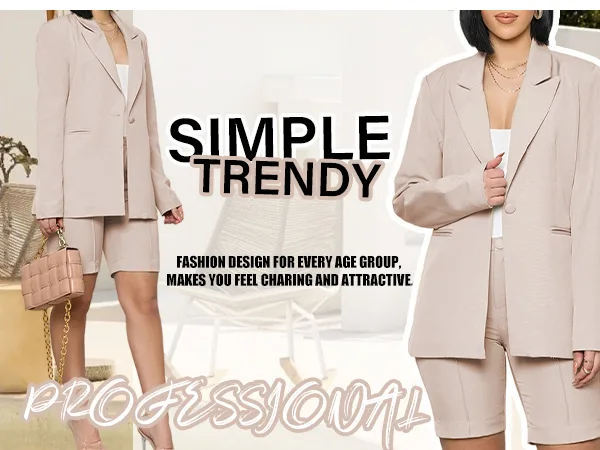 SIMPLE
TRENDY
FASHION DESIGN FOR EVERY AGE GROUP,
MAKES YOU FEEL CHARING AND ATTRACTIVE.
PROFESSIONAL